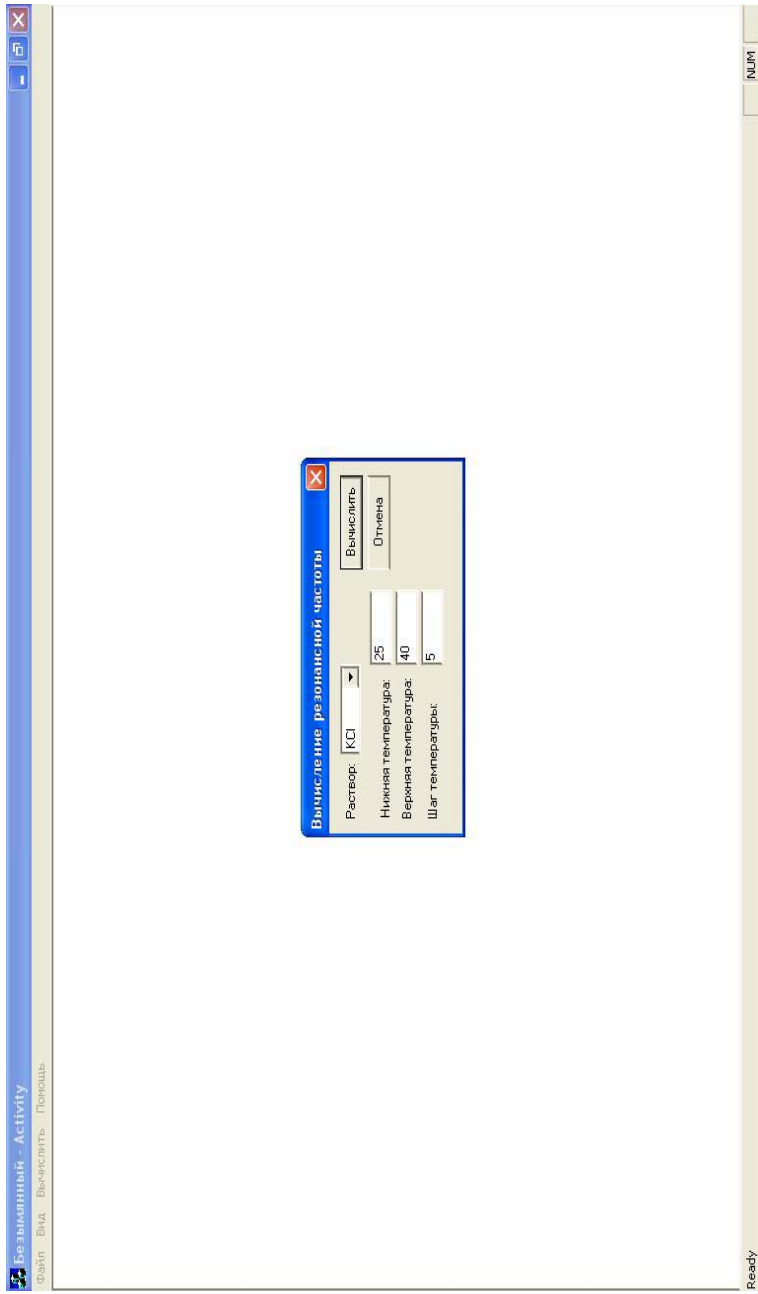 Безымянный - Activity
Файл Вид Вычислить Помощь
Вычисление резонансной частоты
Раствор: KCl
Вычислить
Отмена
Нижняя температура: 25
Верхняя температура: 40
Шаг температуры: 5
Ready
NUM